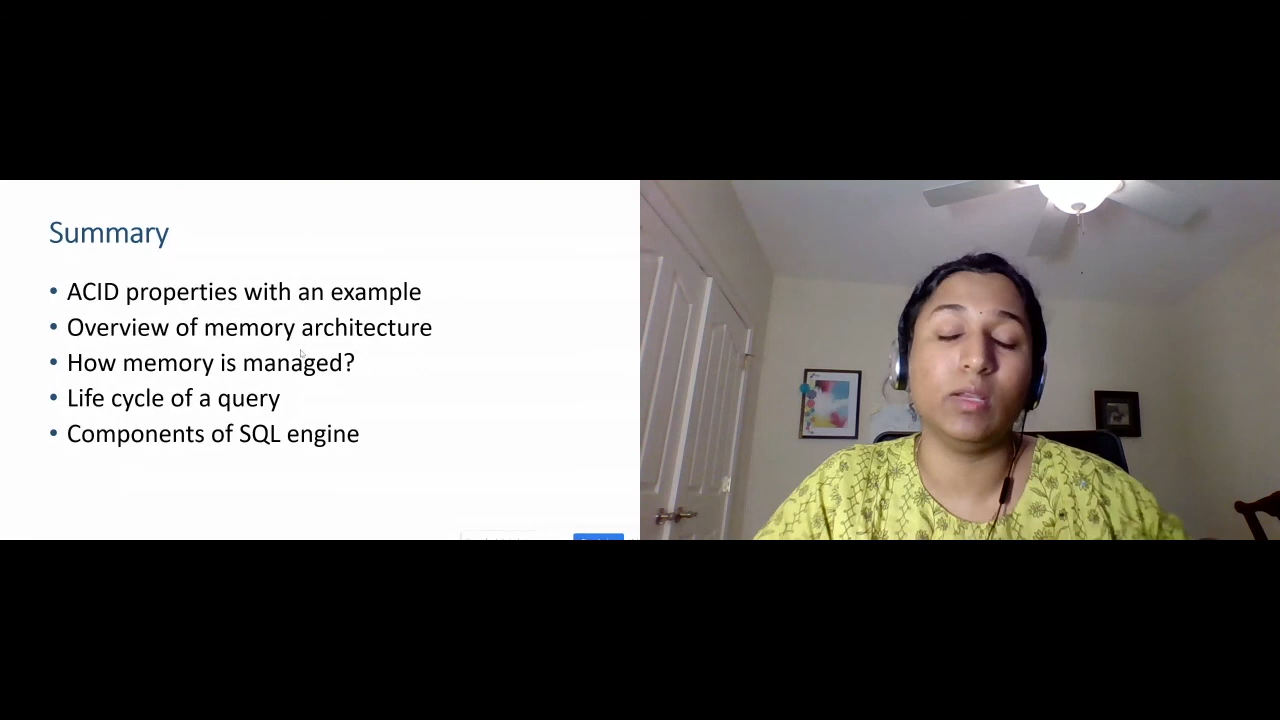 Summary
• ACID properties with an example
• Overview of memory architecture
• How memory is managed?
• Life cycle of a query
• Components of SQL engine